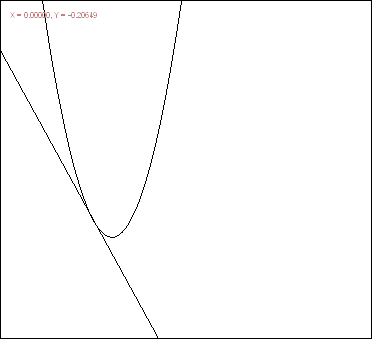 X = 0.00000, Y = -0.20649